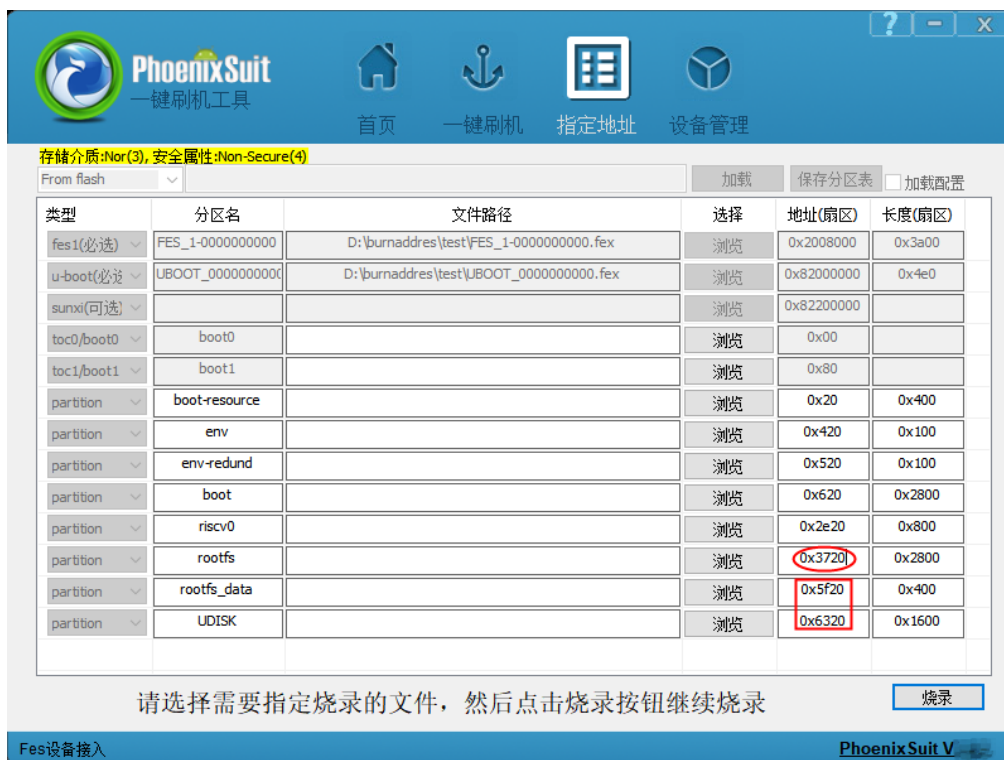 ? - X
PhoenixSuit
一键刷机工具
首页 一键刷机 指定地址 设备管理
存储介质:Nor(3), 安全属性:Non-Secure(4)
From flash 加载 保存分区表 加载配置
类型 分区名 文件路径 选择 地址(扇区) 长度(扇区)
fes1(必选) FES_1-0000000000 D:\burnaddres\test\FES_1-0000000000.fex 浏览 0x2008000 0x3a00
u-boot(必选 UBOOT_0000000000 D:\burnaddres\test\UBOOT_0000000000.fex 浏览 0x82000000 0x4e0
sunxi(可选) 浏览 0x82200000
toc0/boot0 boot0 浏览 0x00
toc1/boot1 boot1 浏览 0x80
partition boot-resource 浏览 0x20 0x400
partition env 浏览 0x420 0x100
partition env-redund 浏览 0x520 0x100
partition boot 浏览 0x620 0x2800
partition riscv0 浏览 0x2e20 0x800
partition rootfs 浏览 0x3720 0x2800
partition rootfs_data 浏览 0x5f20 0x400
partition UDISK 浏览 0x6320 0x1600
请选择需要指定烧录的文件，然后点击烧录按钮继续烧录 烧录
Fes设备接入 PhoenixSuit V